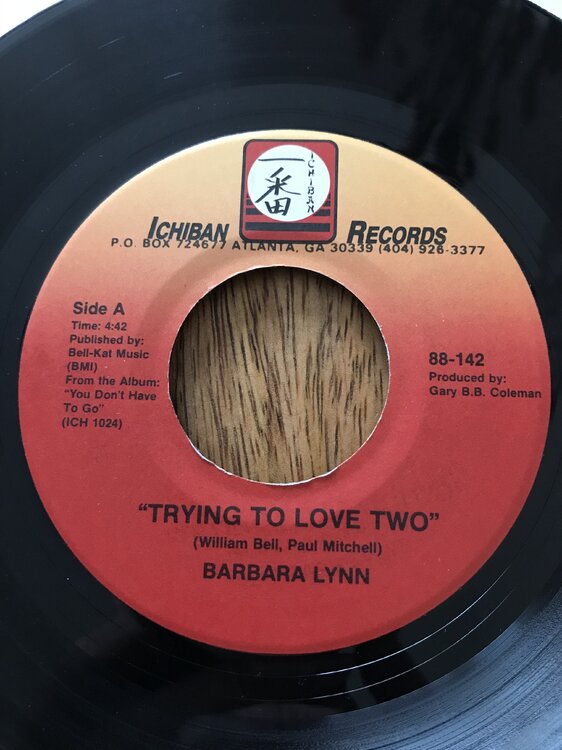 一番
ICHIBAN
ICHIBAN RECORDS
P.O. BOX 724677 ATLANTA, GA 30339 (404) 926-3377
Side A
Time: 4:42
Published by:
Bell-Kat Music
(BMI)
From the Album:
"You Don't Have
To Go"
(ICH 1024)
88-142
Produced by:
Gary B.B. Coleman
"TRYING TO LOVE TWO"
(William Bell, Paul Mitchell)
BARBARA LYNN